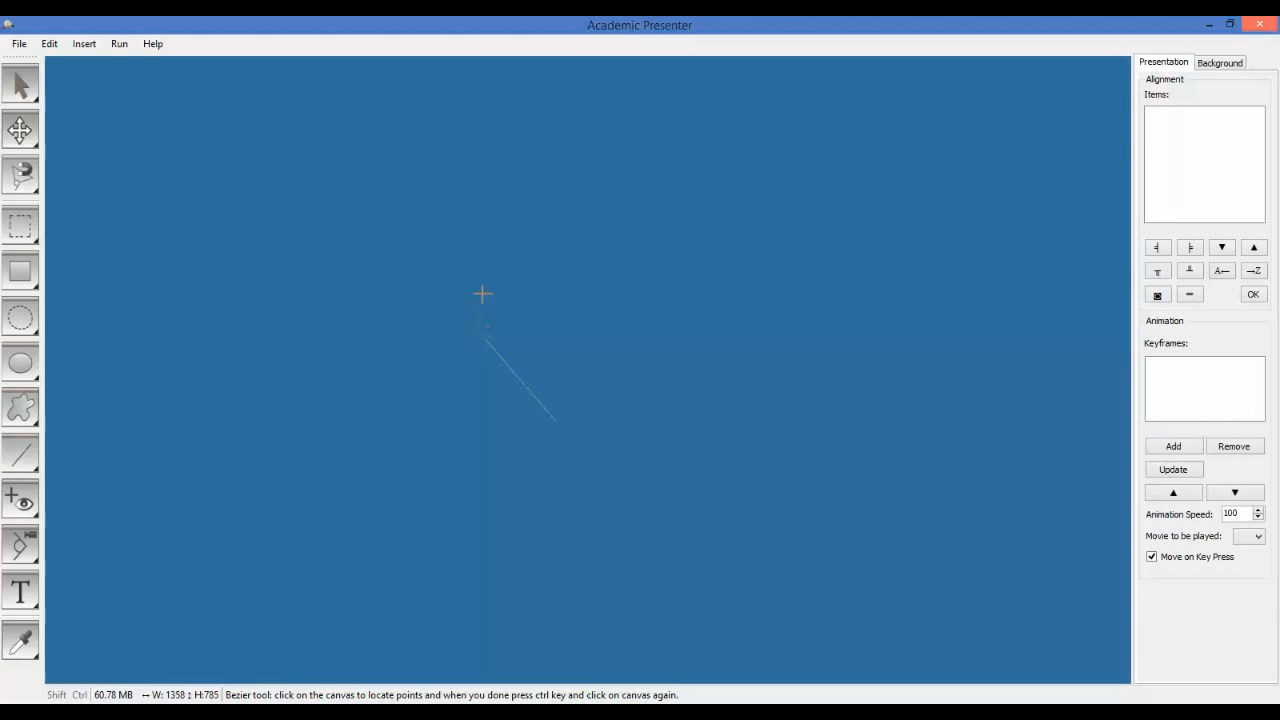 Academic Presenter
File Edit Insert Run Help
Presentation Background
Alignment
Items:
A← →Z
OK
Animation
Keyframes:
Add Remove
Update
Animation Speed: 100
Movie to be played:
Move on Key Press
T
Shift Ctrl 60.78 MB ↔ W: 1358 ↕ H:785 Bezier tool: click on the canvas to locate points and when you done press ctrl key and click on canvas again.